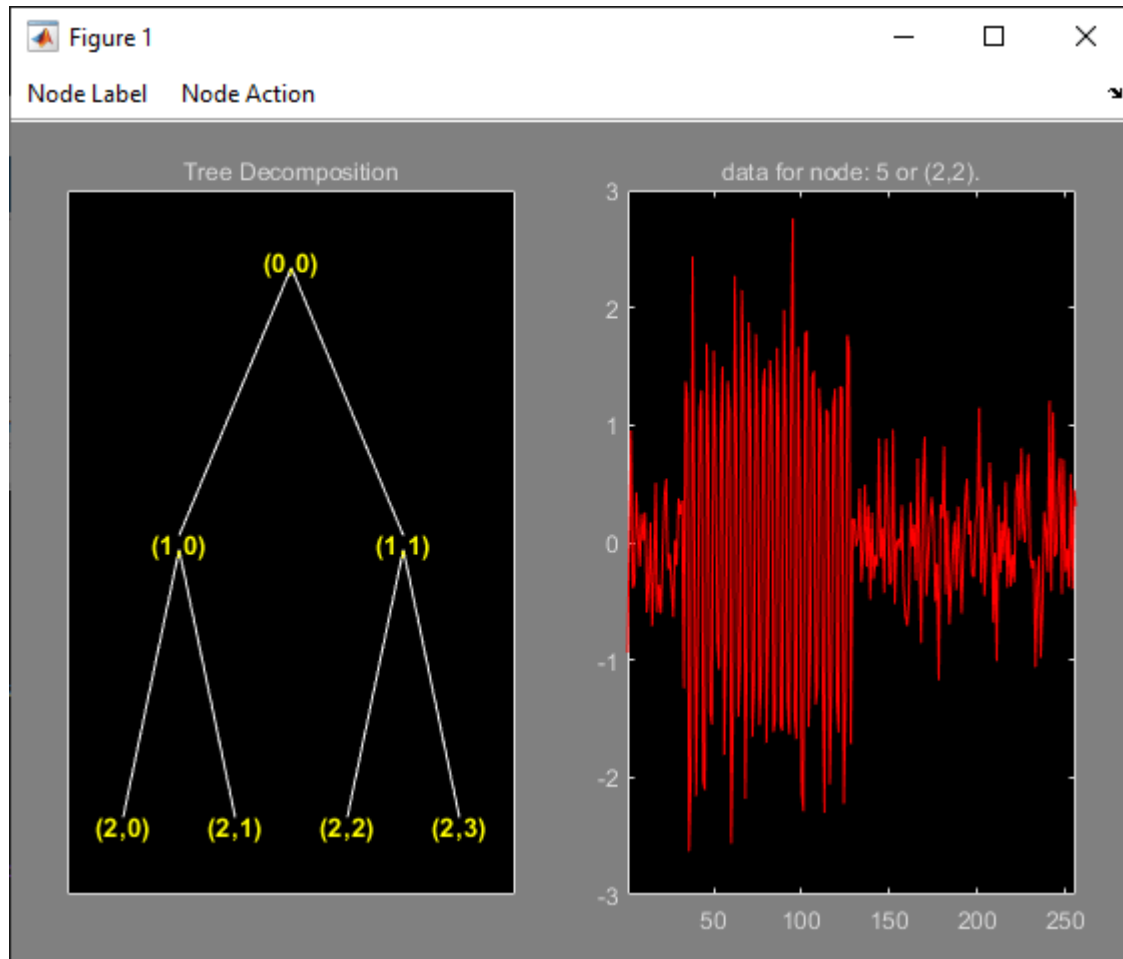 Figure 1
Node Label Node Action
Tree Decomposition
(0,0)
(1,0) (1,1)
(2,0) (2,1) (2,2) (2,3)
data for node: 5 or (2,2).
3
2
1
0
-1
-2
-3
50 100 150 200 250